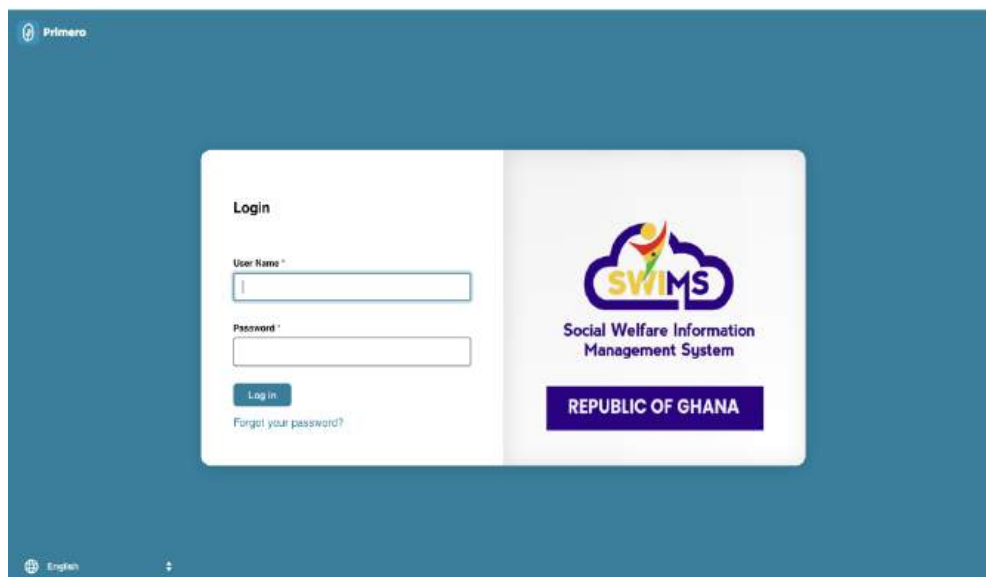 Primero
Login
User Name *
Password *
Log in
Forgot your password?
SWIMS
Social Welfare Information
Management System
REPUBLIC OF GHANA
English